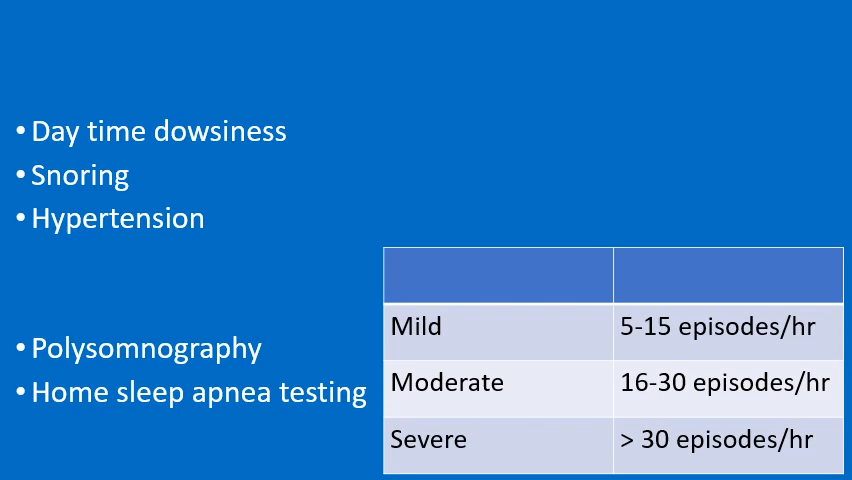 • Day time dowsiness
• Snoring
• Hypertension
• Polysomnography
• Home sleep apnea testing
Mild 5-15 episodes/hr
Moderate 16-30 episodes/hr
Severe > 30 episodes/hr